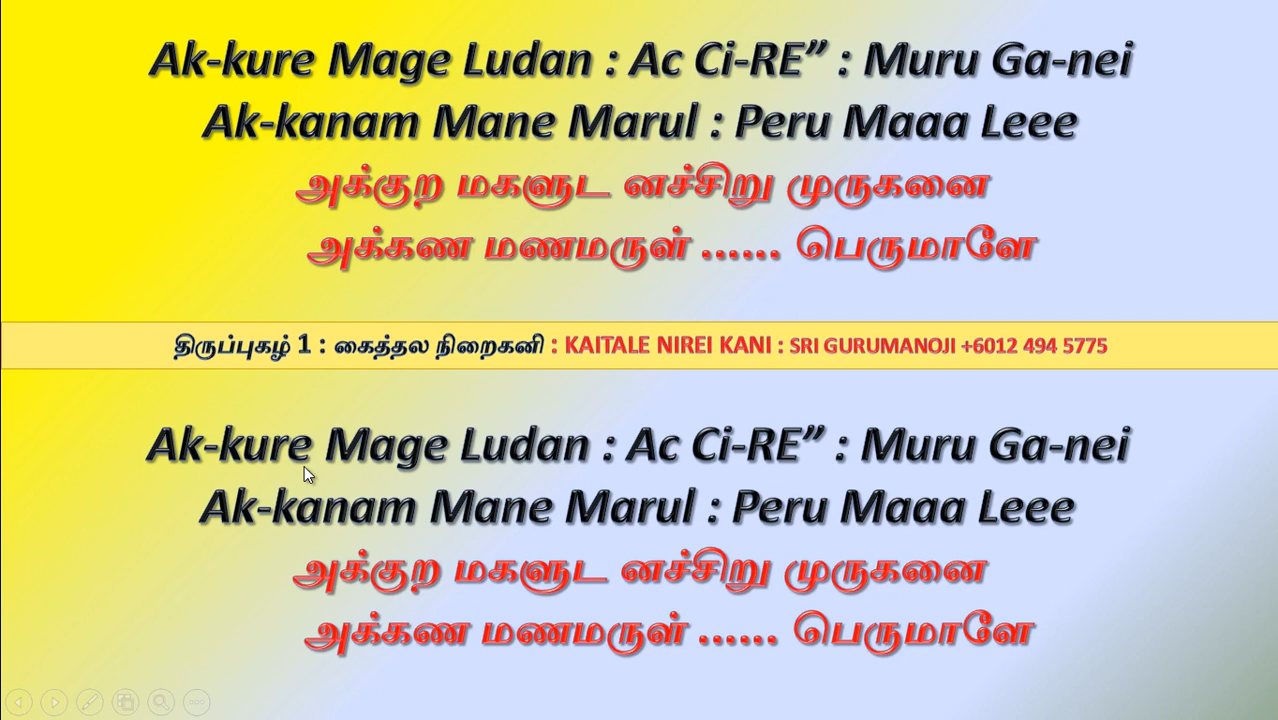 Ak-kure Mage Ludan : Ac Ci-RE” : Muru Ga-nei
Ak-kanam Mane Marul : Peru Maaa Leee
அக்குற மகளுட னச்சிறு முருகனை
அக்கண மணமருள் ...... பெருமாளே
திருப்புகழ் 1 : கைத்தல நிறைகனி : KAITALE NIREI KANI : SRI GURUMANOJI +6012 494 5775
Ak-kure Mage Ludan : Ac Ci-RE” : Muru Ga-nei
Ak-kanam Mane Marul : Peru Maaa Leee
அக்குற மகளுட னச்சிறு முருகனை
அக்கண மணமருள் ...... பெருமாளே